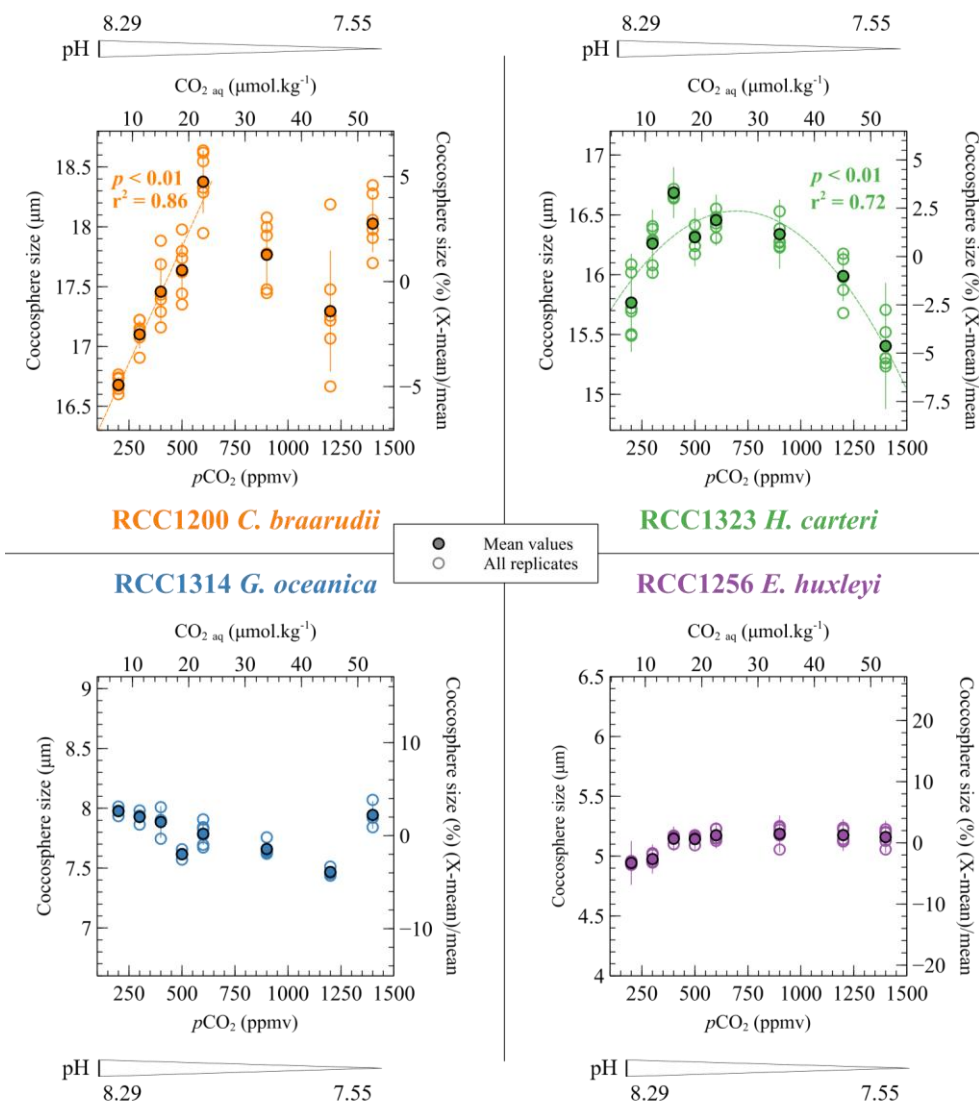 8.29 7.55
pH
CO2 aq (μmol.kg-1)
10 20 30 40 50
18.5
18
17.5
17
16.5
Coccosphere size (μm)
p < 0.01
r2 = 0.86
5
0
−5
Coccosphere size (%) (X-mean)/mean
250 500 750 1000 1250 1500
pCO2 (ppmv)
RCC1200 C. braarudii
8.29 7.55
pH
CO2 aq (μmol.kg-1)
10 20 30 40 50
17
16.5
16
15.5
15
Coccosphere size (μm)
p < 0.01
r2 = 0.72
5
2.5
0
−2.5
−5
−7.5
Coccosphere size (%) (X-mean)/mean
250 500 750 1000 1250 1500
pCO2 (ppmv)
RCC1323 H. carteri
Mean values
All replicates
RCC1314 G. oceanica
CO2 aq (μmol.kg-1)
10 20 30 40 50
9
8.5
8
7.5
7
Coccosphere size (μm)
10
0
−10
Coccosphere size (%) (X-mean)/mean
250 500 750 1000 1250 1500
pCO2 (ppmv)
pH
8.29 7.55
RCC1256 E. huxleyi
CO2 aq (μmol.kg-1)
10 20 30 40 50
6.5
6
5.5
5
4.5
4
Coccosphere size (μm)
20
10
0
−10
−20
Coccosphere size (%) (X-mean)/mean
250 500 750 1000 1250 1500
pCO2 (ppmv)
pH
8.29 7.55